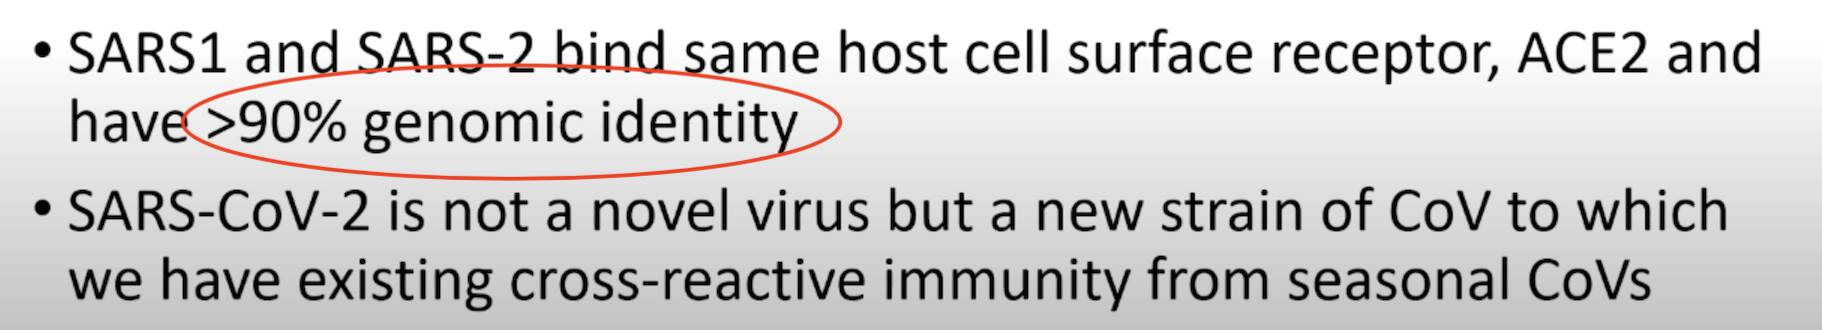 • SARS1 and SARS-2 bind same host cell surface receptor, ACE2 and
have >90% genomic identity
• SARS-CoV-2 is not a novel virus but a new strain of CoV to which
we have existing cross-reactive immunity from seasonal CoVs